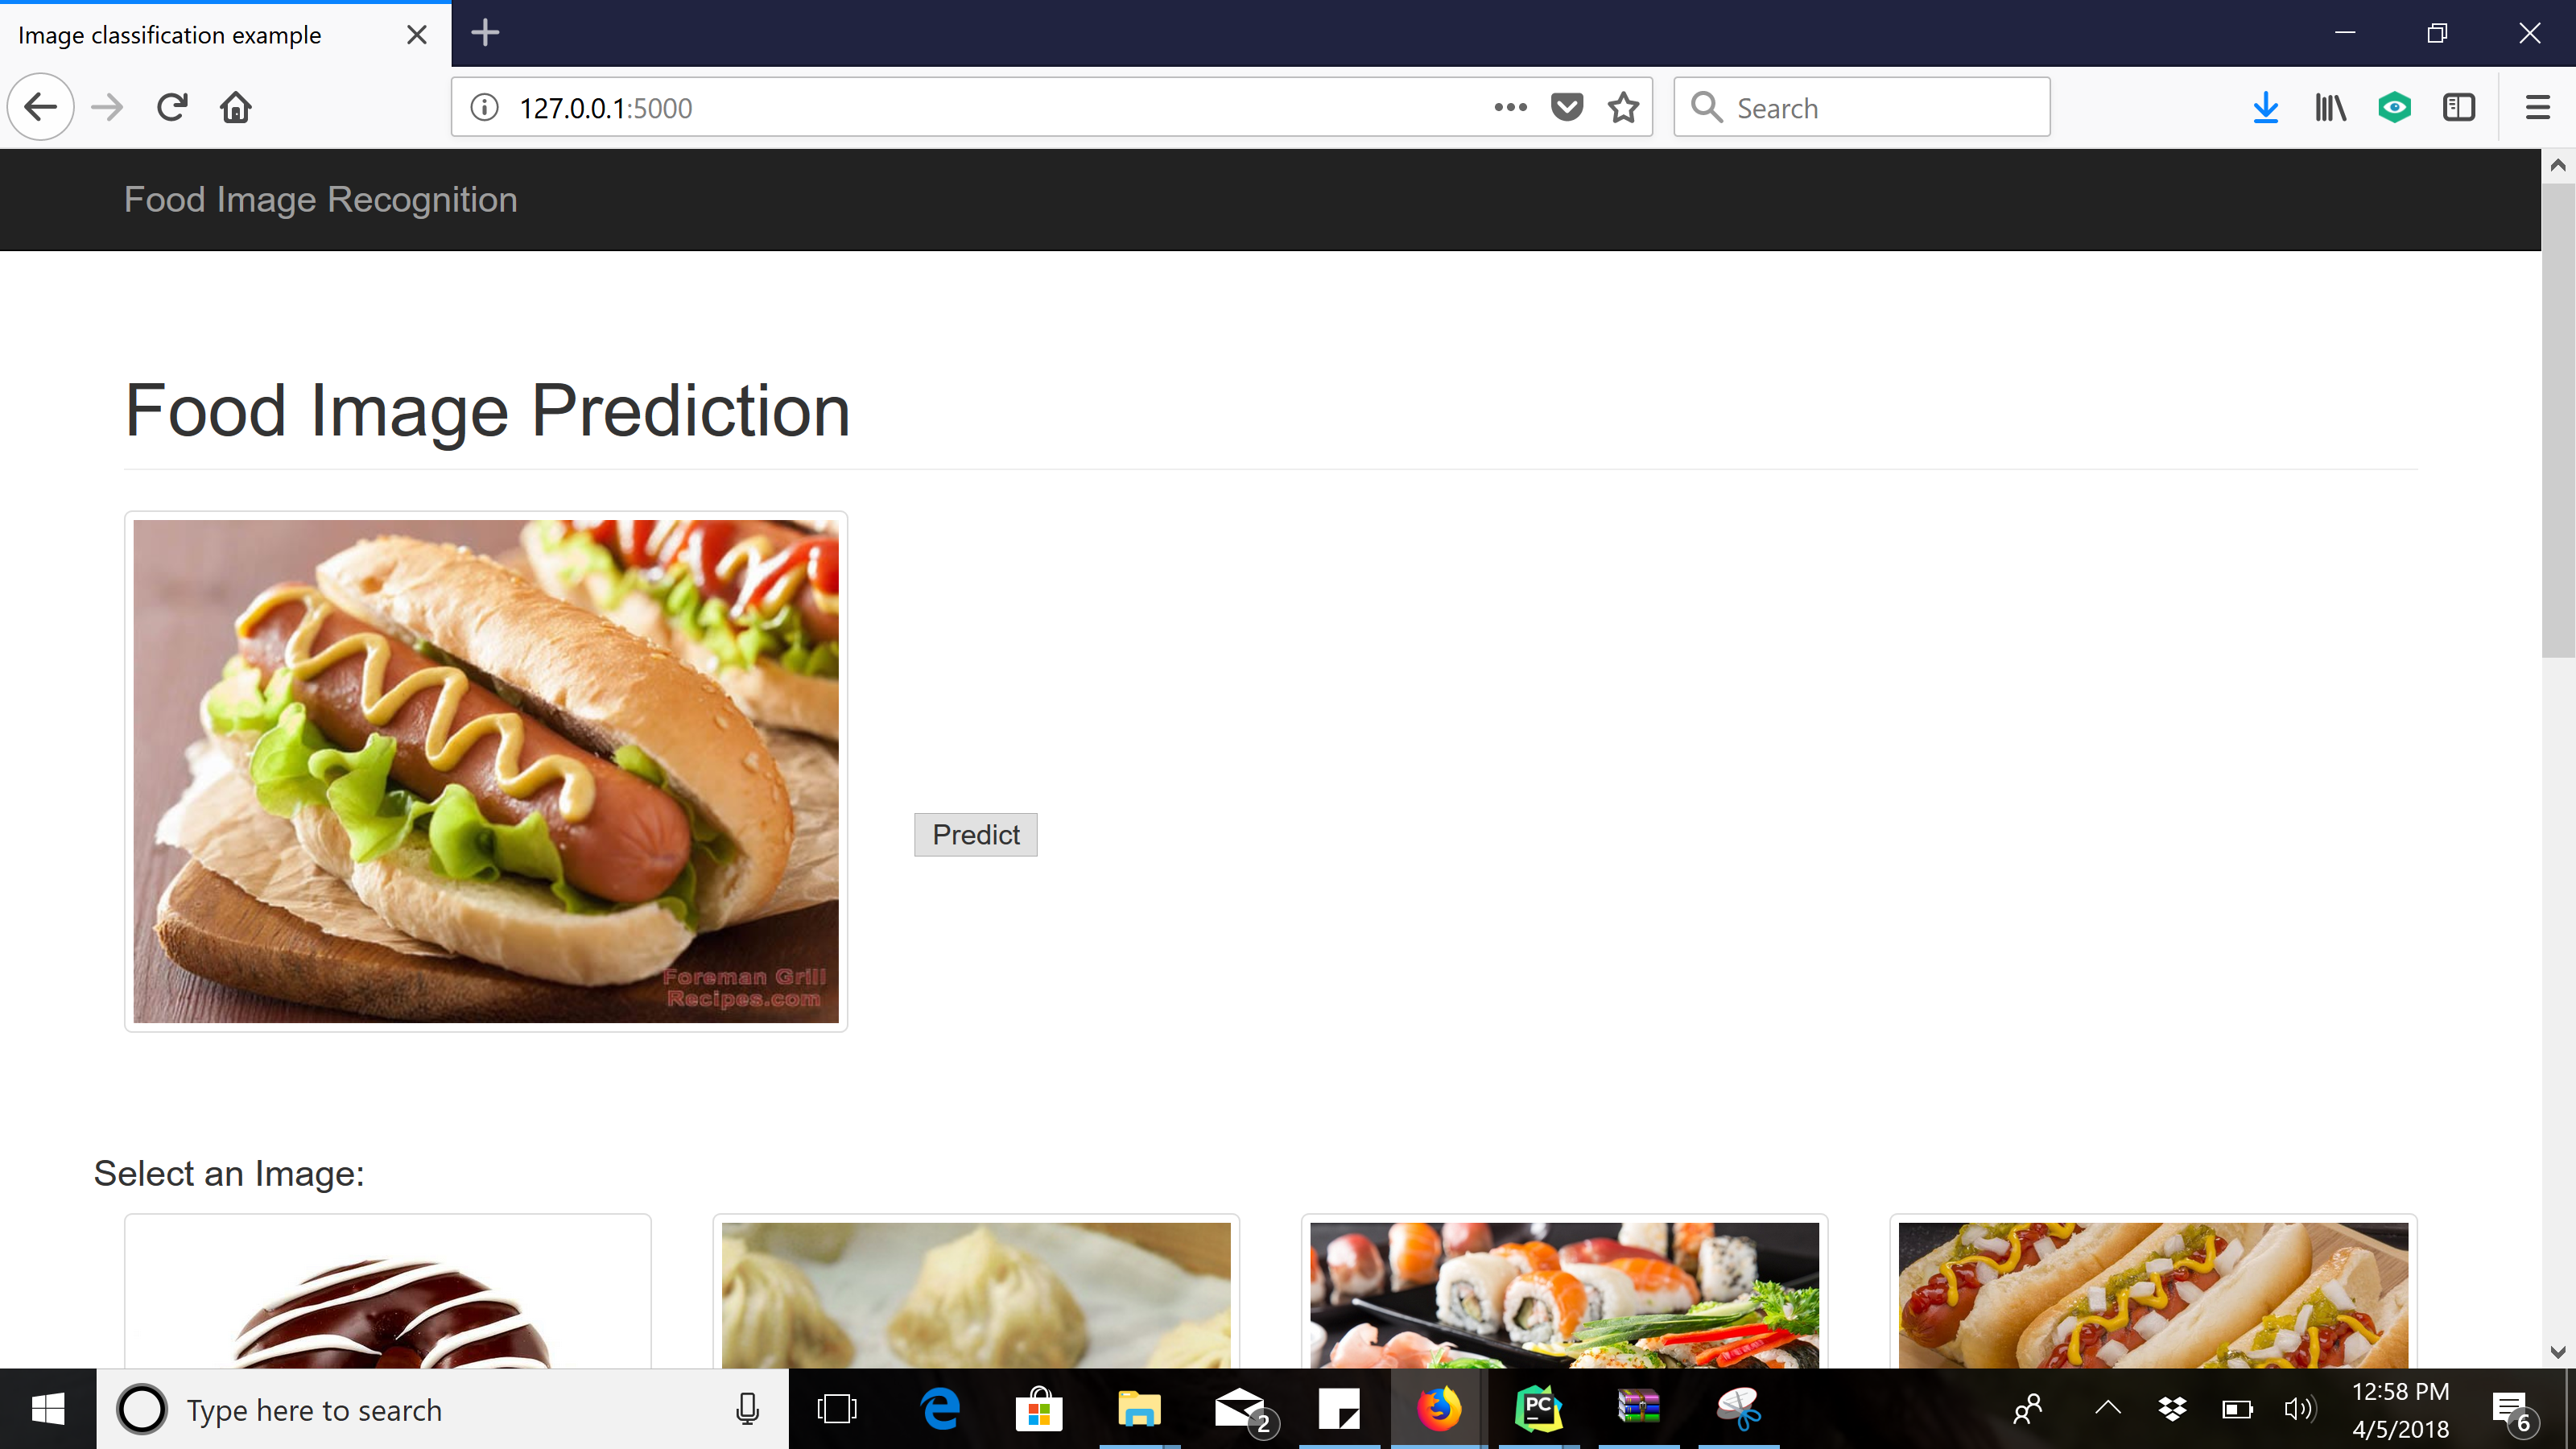 Image classification example
127.0.0.1:5000
Search
Food Image Recognition
Food Image Prediction
Foreman Grill
Recipes.com
Predict
Select an Image:
Type here to search
2
PC
12:58 PM
4/5/2018
6